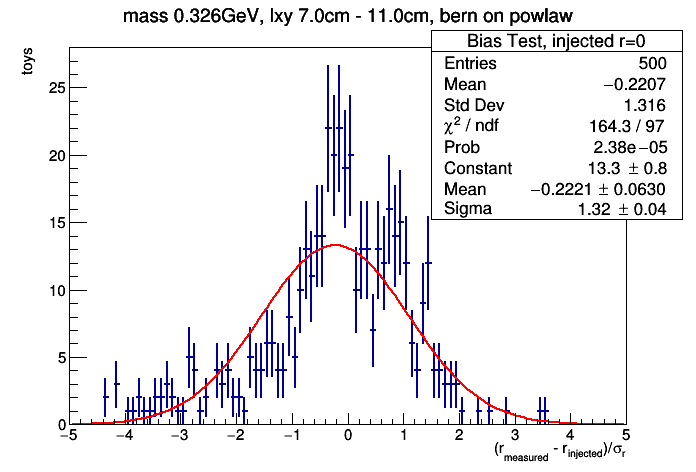 mass 0.326GeV, lxy 7.0cm - 11.0cm, bern on powlaw
Bias Test, injected r=0
Entries 500
Mean −0.2207
Std Dev 1.316
χ² / ndf 164.3 / 97
Prob 2.38e−05
Constant 13.3 ± 0.8
Mean −0.2221 ± 0.0630
Sigma 1.32 ± 0.04
toys
25
20
15
10
5
0
−5 −4 −3 −2 −1 0 1 2 3 4 5
(r_measured - r_injected)/σ_r